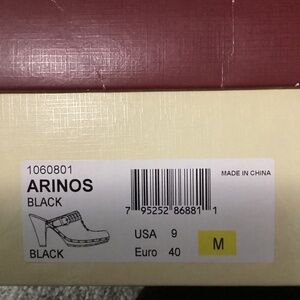 1060801
ARINOS
BLACK
MADE IN CHINA
7 95252 86881 1
USA 9
Euro 40
M
BLACK